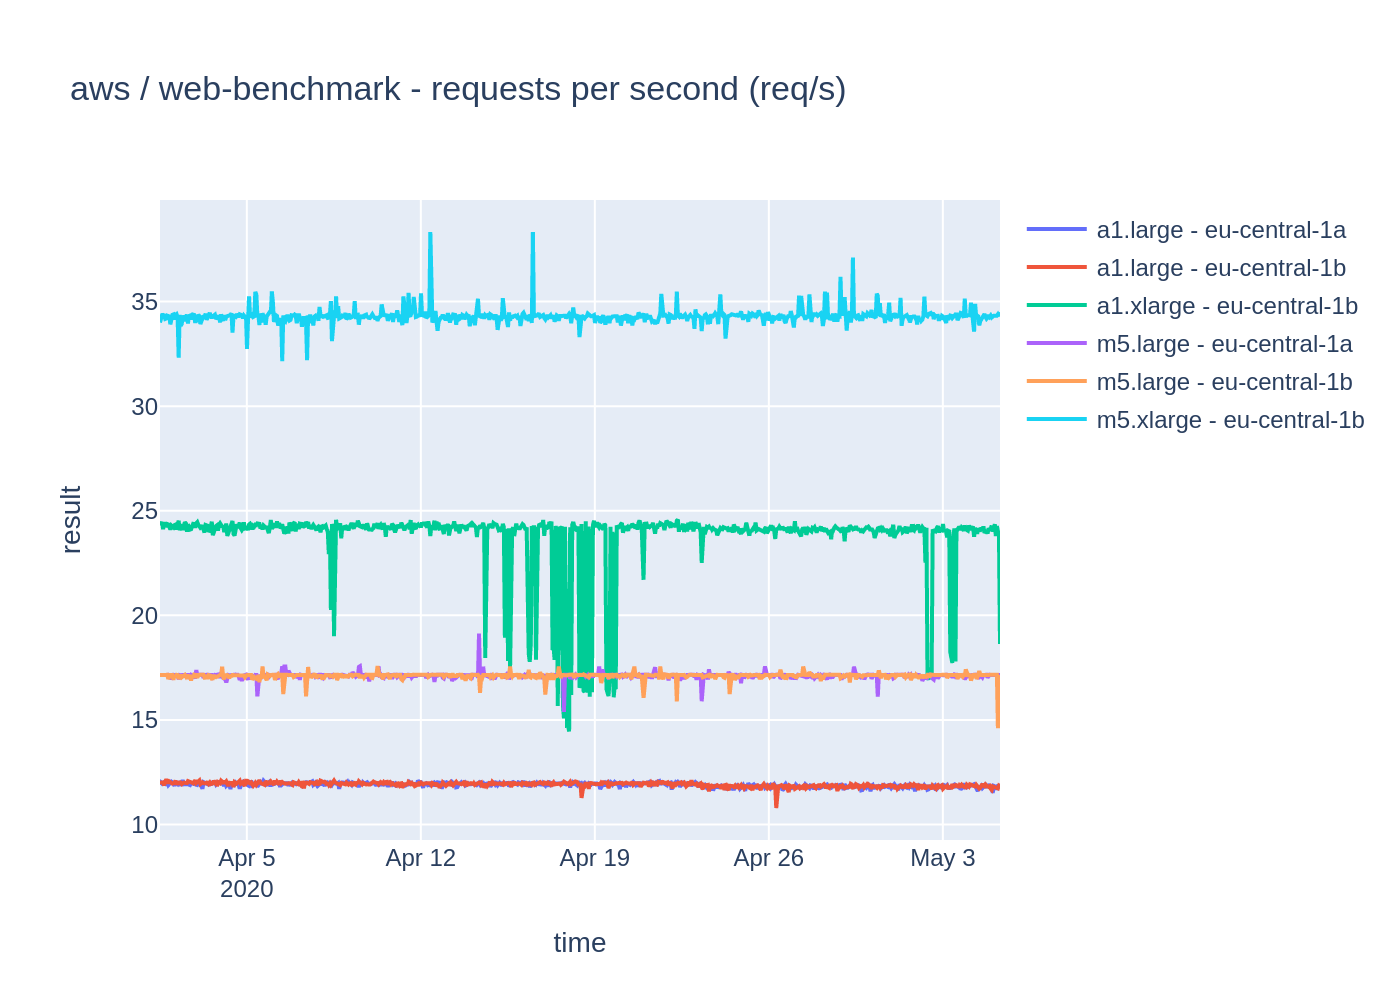 aws / web-benchmark - requests per second (req/s)
a1.large - eu-central-1a
a1.large - eu-central-1b
a1.xlarge - eu-central-1b
m5.large - eu-central-1a
m5.large - eu-central-1b
m5.xlarge - eu-central-1b
35
30
25
20
15
10
result
Apr 5
2020
Apr 12
Apr 19
Apr 26
May 3
time